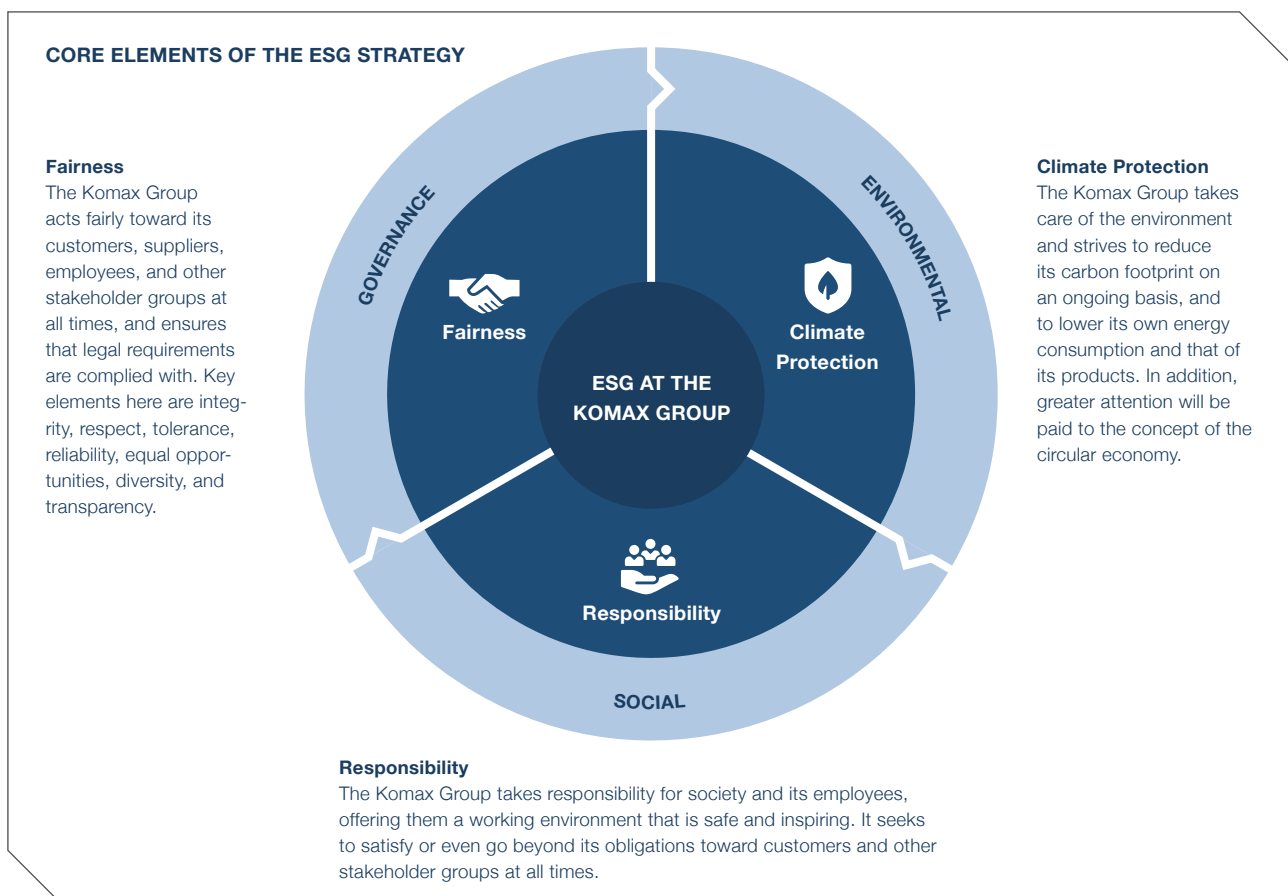 CORE ELEMENTS OF THE ESG STRATEGY
Fairness
The Komax Group
acts fairly toward its
customers, suppliers,
employees, and other
stakeholder groups at
all times, and ensures
that legal requirements
are complied with. Key
elements here are integ-
rity, respect, tolerance,
reliability, equal oppor-
tunities, diversity, and
transparency.
GOVERNANCE
Fairness
ENVIRONMENTAL
Climate
Protection
ESG AT THE
KOMAX GROUP
Responsibility
SOCIAL
Climate Protection
The Komax Group takes
care of the environment
and strives to reduce
its carbon footprint on
an ongoing basis, and
to lower its own energy
consumption and that of
its products. In addition,
greater attention will be
paid to the concept of the
circular economy.
Responsibility
The Komax Group takes responsibility for society and its employees,
offering them a working environment that is safe and inspiring. It seeks
to satisfy or even go beyond its obligations toward customers and other
stakeholder groups at all times.